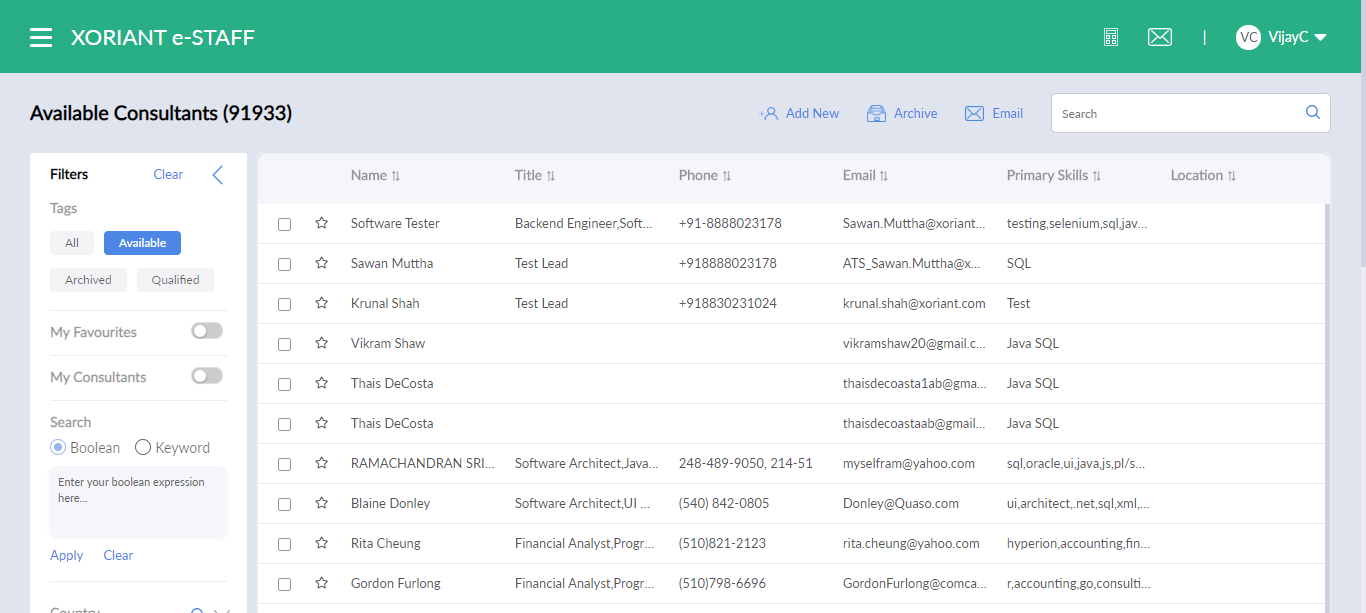 XORIANT e-STAFF
VC VijayC
Available Consultants (91933)
Add New Archive Email Search
Filters Clear
Tags
All Available
Archived Qualified
My Favourites
My Consultants
Search
Boolean Keyword
Enter your boolean expression
here...
Apply Clear
Country
Name Title Phone Email Primary Skills Location
Software Tester Backend Engineer,Soft... +91-8888023178 Sawan.Muttha@xoriant... testing,selenium,sql,jav...
Sawan Muttha Test Lead +918888023178 ATS_Sawan.Muttha@x... SQL
Krunal Shah Test Lead +918830231024 krunal.shah@xoriant.com Test
Vikram Shaw vikramshaw20@gmail.c... Java SQL
Thais DeCosta thaisdecoasta1ab@gma... Java SQL
Thais DeCosta thaisdecoastaab@gmail... Java SQL
RAMACHANDRAN SRI... Software Architect,Java... 248-489-9050, 214-51 myselfram@yahoo.com sql,oracle,ui,java,js,pl/s...
Blaine Donley Software Architect,UI ... (540) 842-0805 Donley@Quaso.com ui,architect,.net,sql,xml,...
Rita Cheung Financial Analyst,Progr... (510)821-2123 rita.cheung@yahoo.com hyperion,accounting,fin...
Gordon Furlong Financial Analyst,Progr... (510)798-6696 GordonFurlong@comca... r,accounting,go,consulti...